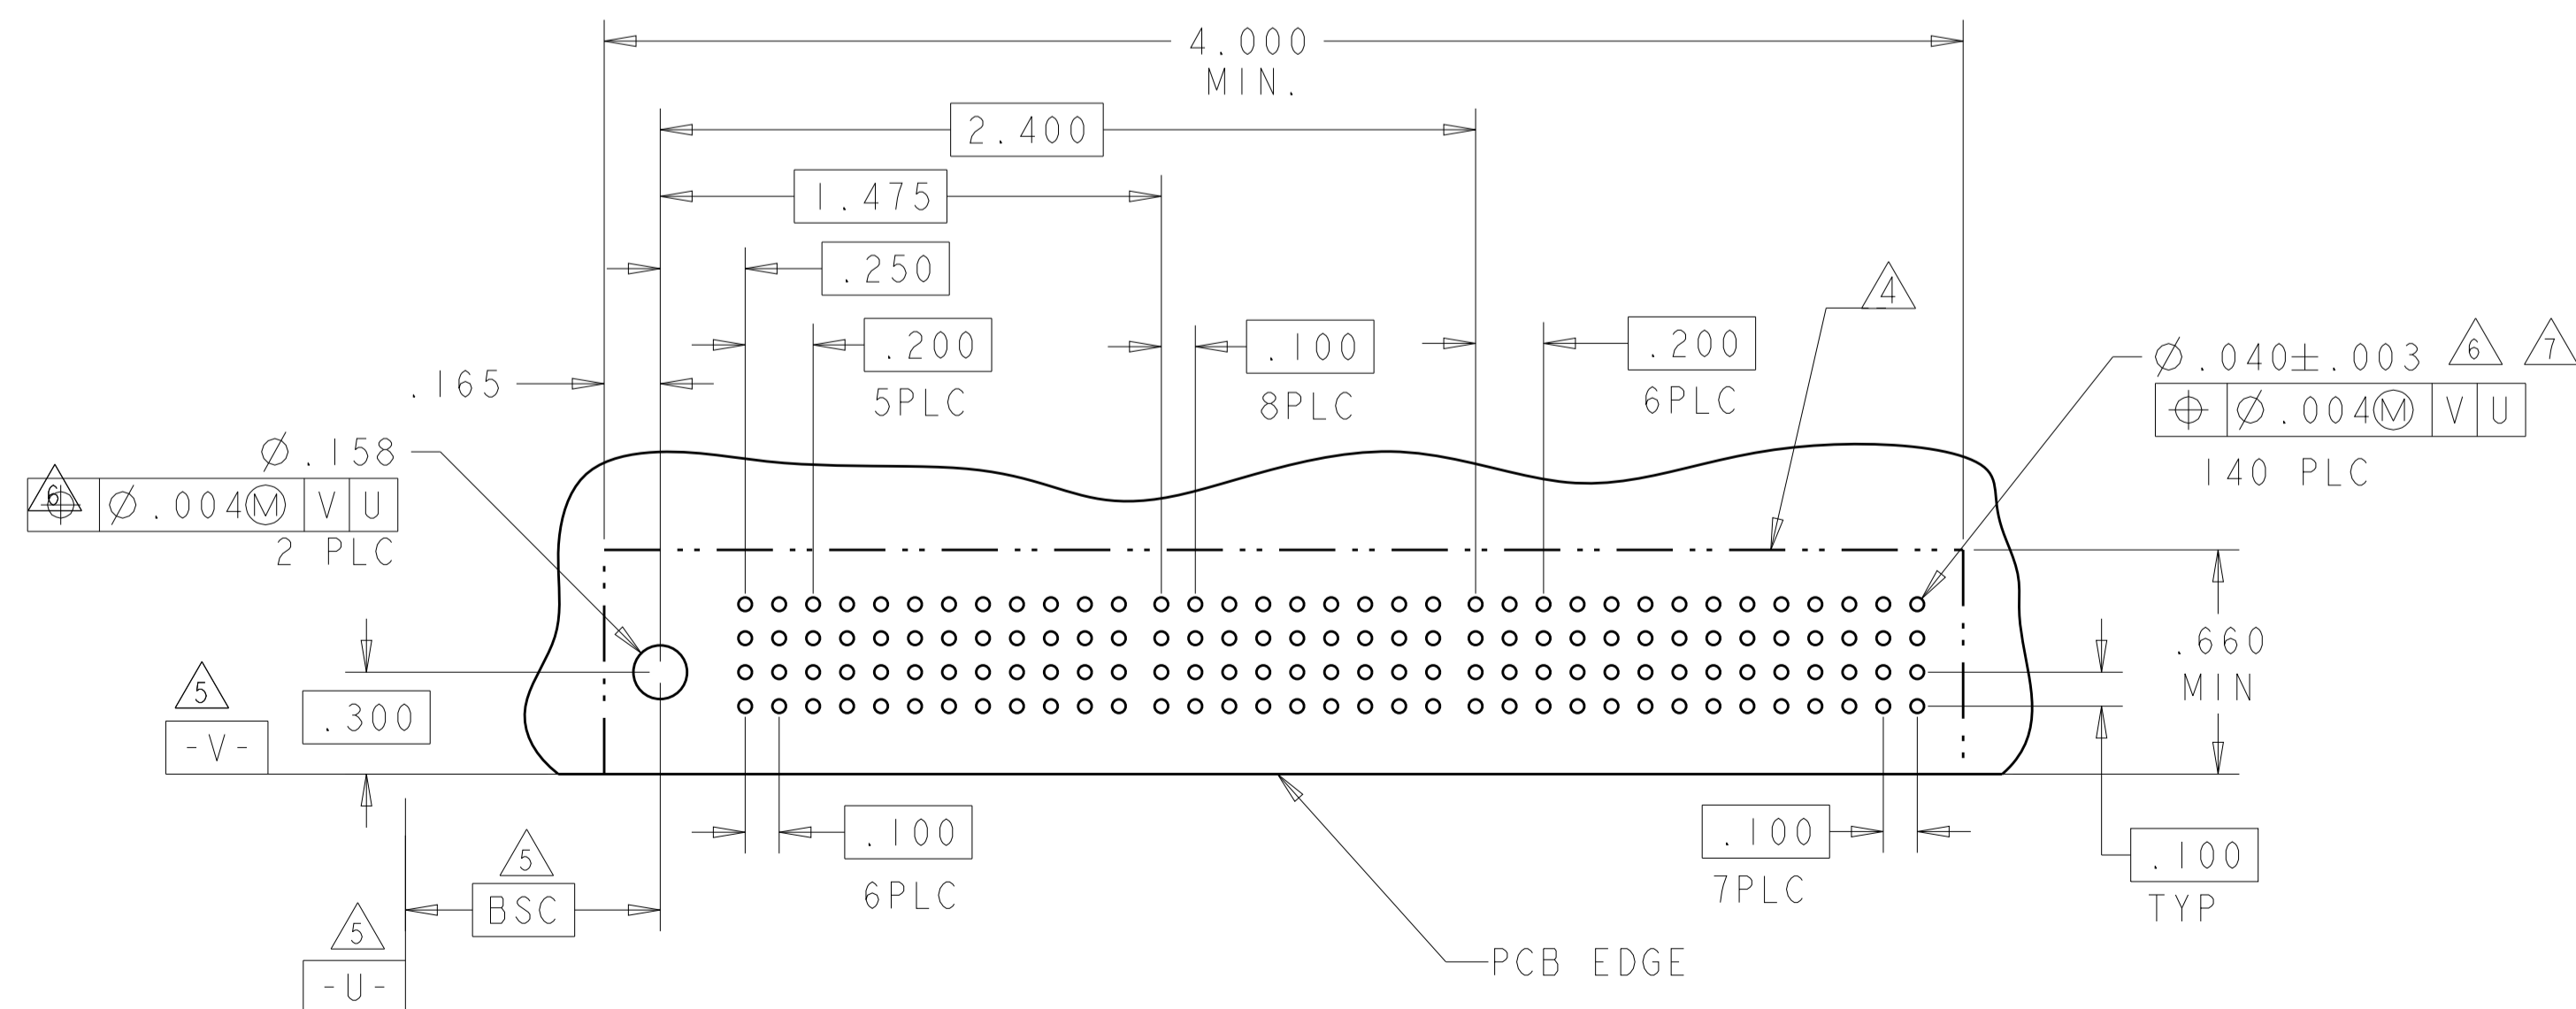 4.000
MIN.
2.400
1.475
.250
4
.200
5PLC
.100
8PLC
.200
6PLC
.165
Ø.040±.003 6 7
⌖ Ø.004Ⓜ V U
140 PLC
Ø.158
6
⌖ Ø.004Ⓜ V U
2 PLC
.660
MIN
5
-V-
.300
.100
6PLC
.100
7PLC
.100
TYP
5
BSC
5
-U-
PCB EDGE